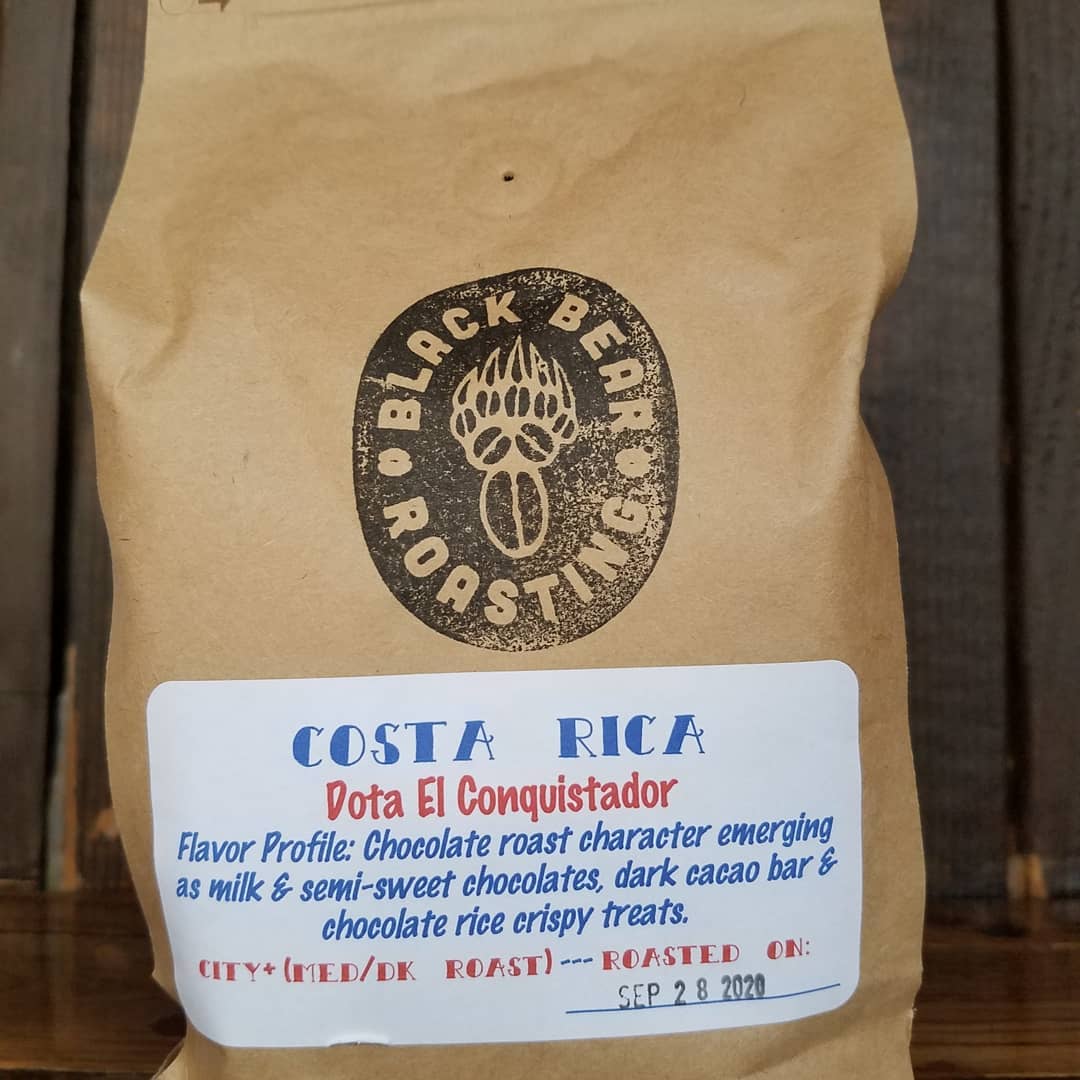 BLACK BEAR
ROASTING
COSTA RICA
Dota El Conquistador
Flavor Profile: Chocolate roast character emerging
as milk & semi-sweet chocolates, dark cacao bar &
chocolate rice crispy treats.
CITY+ (MED/DK ROAST) --- ROASTED ON:
SEP 28 2020